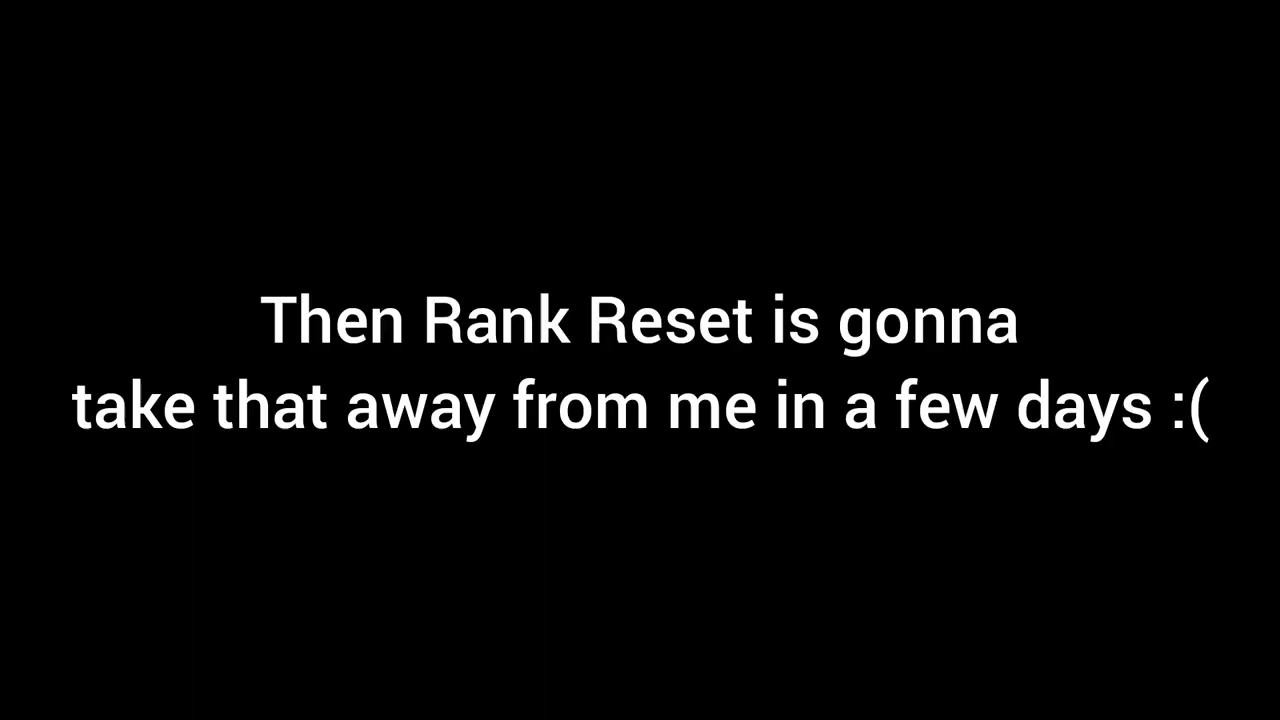 Then Rank Reset is gonna
take that away from me in a few days :(